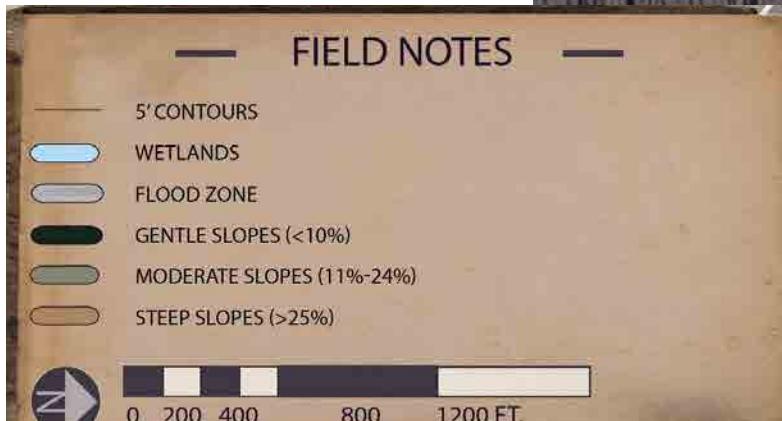 FIELD NOTES
5' CONTOURS
WETLANDS
FLOOD ZONE
GENTLE SLOPES (<10%)
MODERATE SLOPES (11%-24%)
STEEP SLOPES (>25%)
N
0 200 400 800 1200 FT.